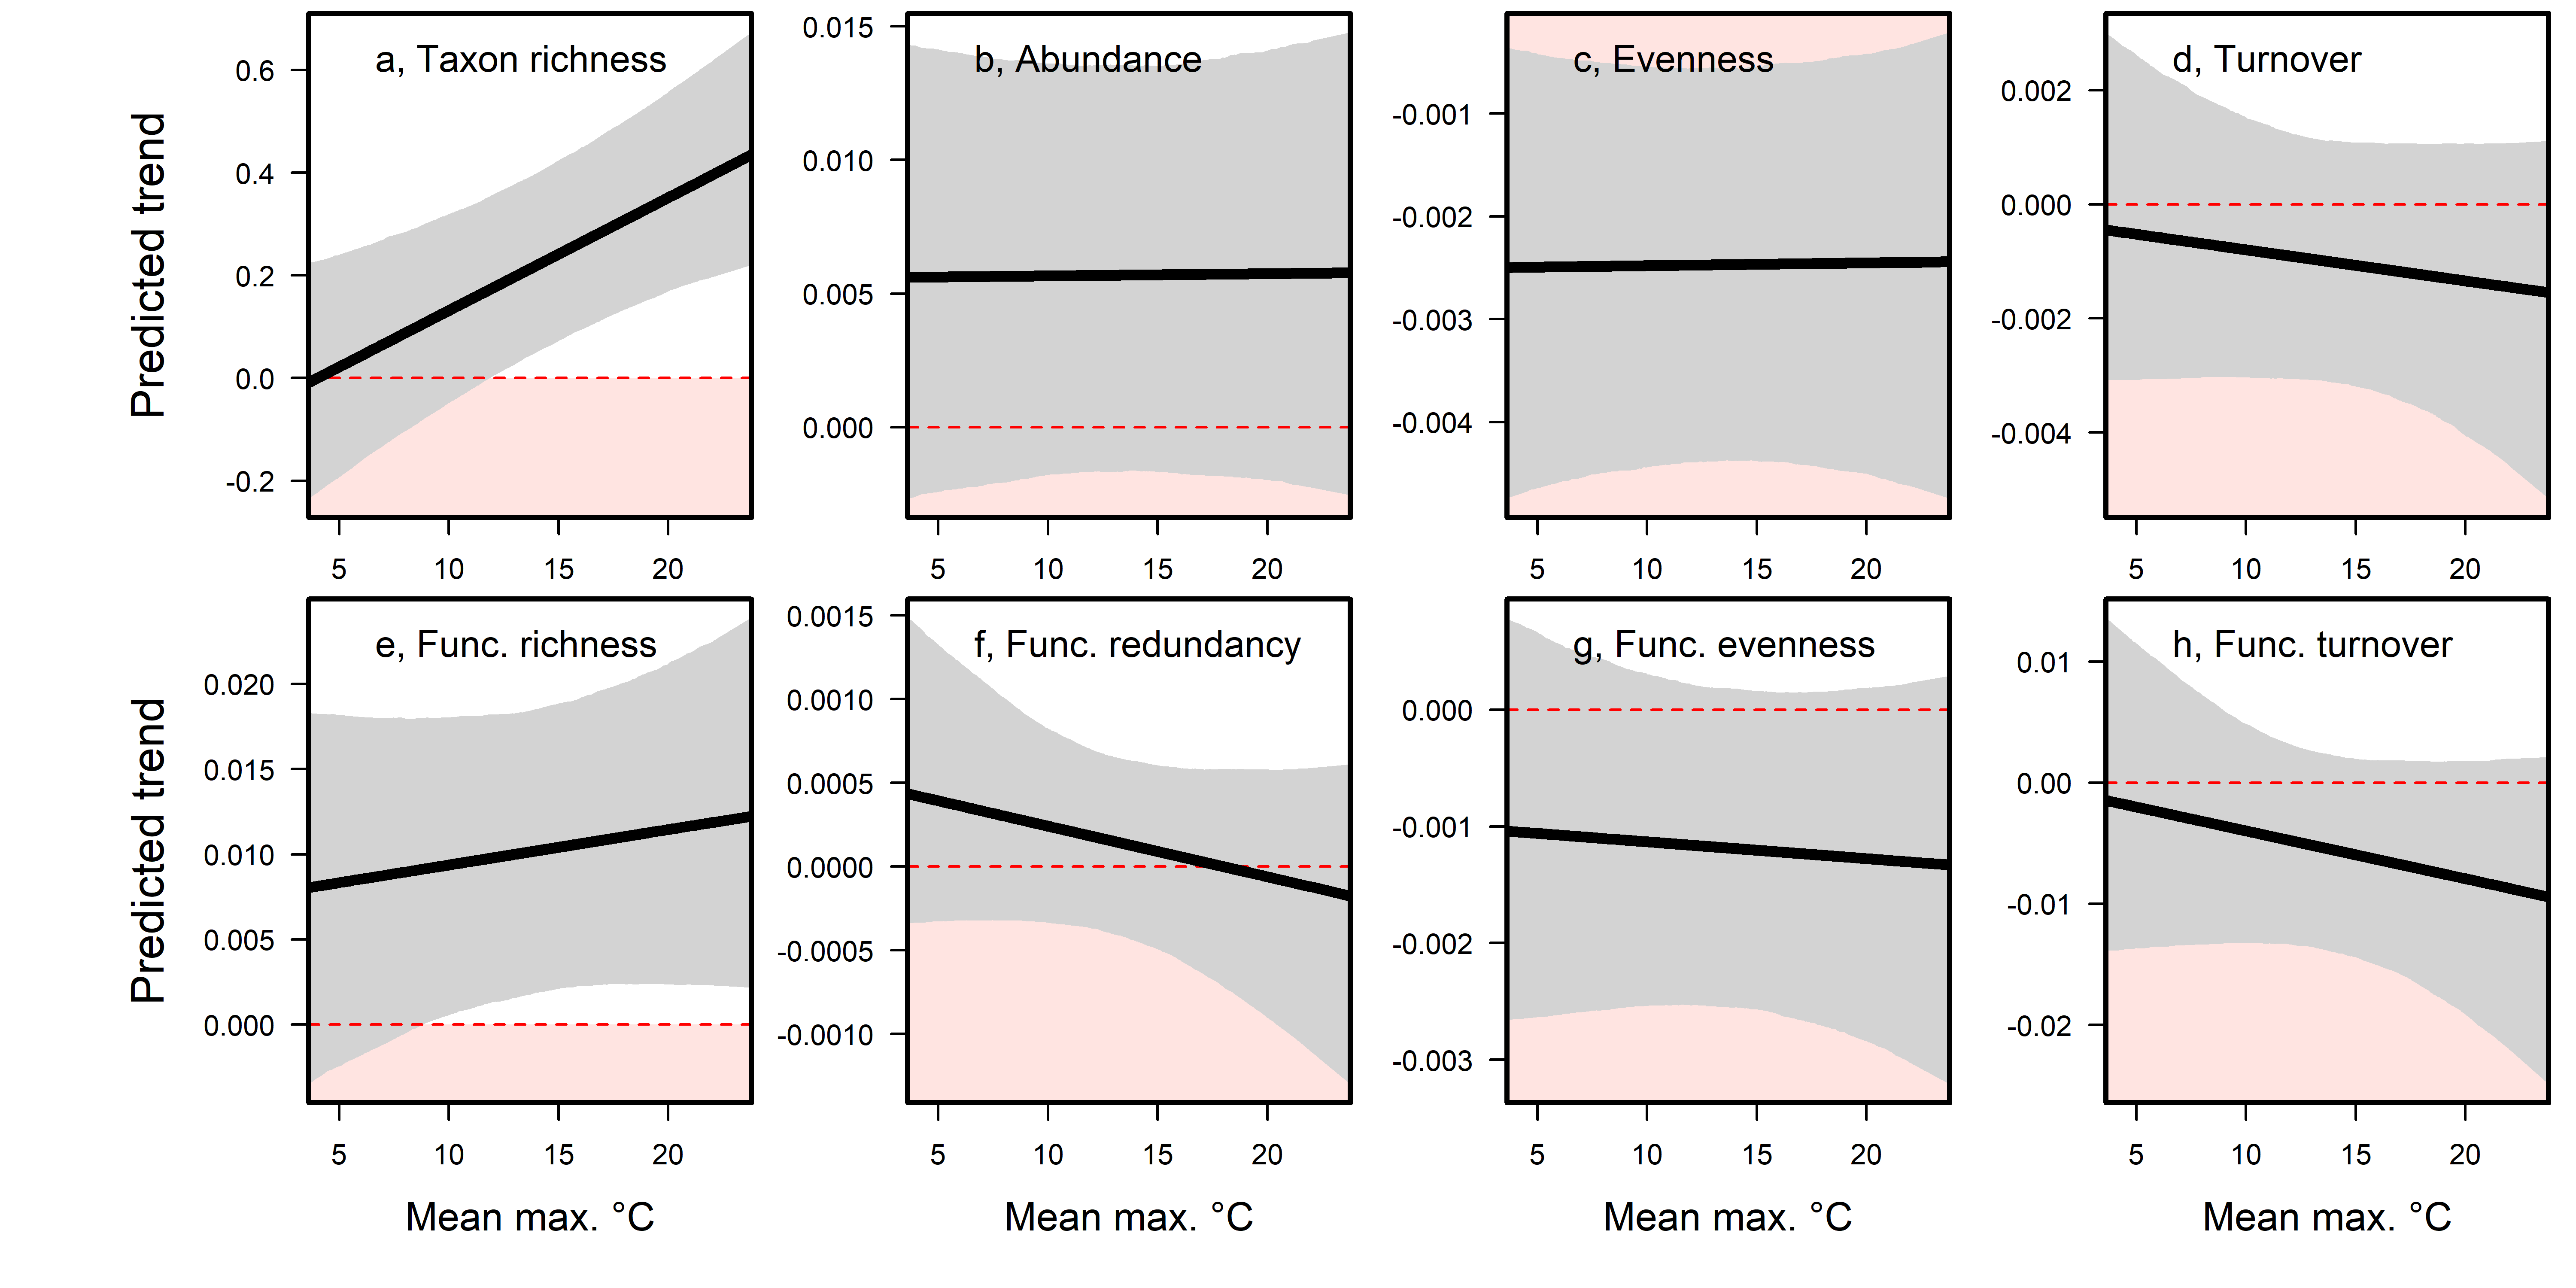 a, Taxon richness
b, Abundance
c, Evenness
d, Turnover
Predicted trend
0.6
0.4
0.2
0.0
-0.2
5 10 15 20
0.015
0.010
0.005
0.000
5 10 15 20
-0.001
-0.002
-0.003
-0.004
5 10 15 20
0.002
0.000
-0.002
-0.004
5 10 15 20
e, Func. richness
f, Func. redundancy
g, Func. evenness
h, Func. turnover
Predicted trend
0.020
0.015
0.010
0.005
0.000
5 10 15 20
Mean max. °C
0.0015
0.0010
0.0005
0.0000
-0.0005
-0.0010
5 10 15 20
Mean max. °C
0.000
-0.001
-0.002
-0.003
5 10 15 20
Mean max. °C
0.01
0.00
-0.01
-0.02
5 10 15 20
Mean max. °C